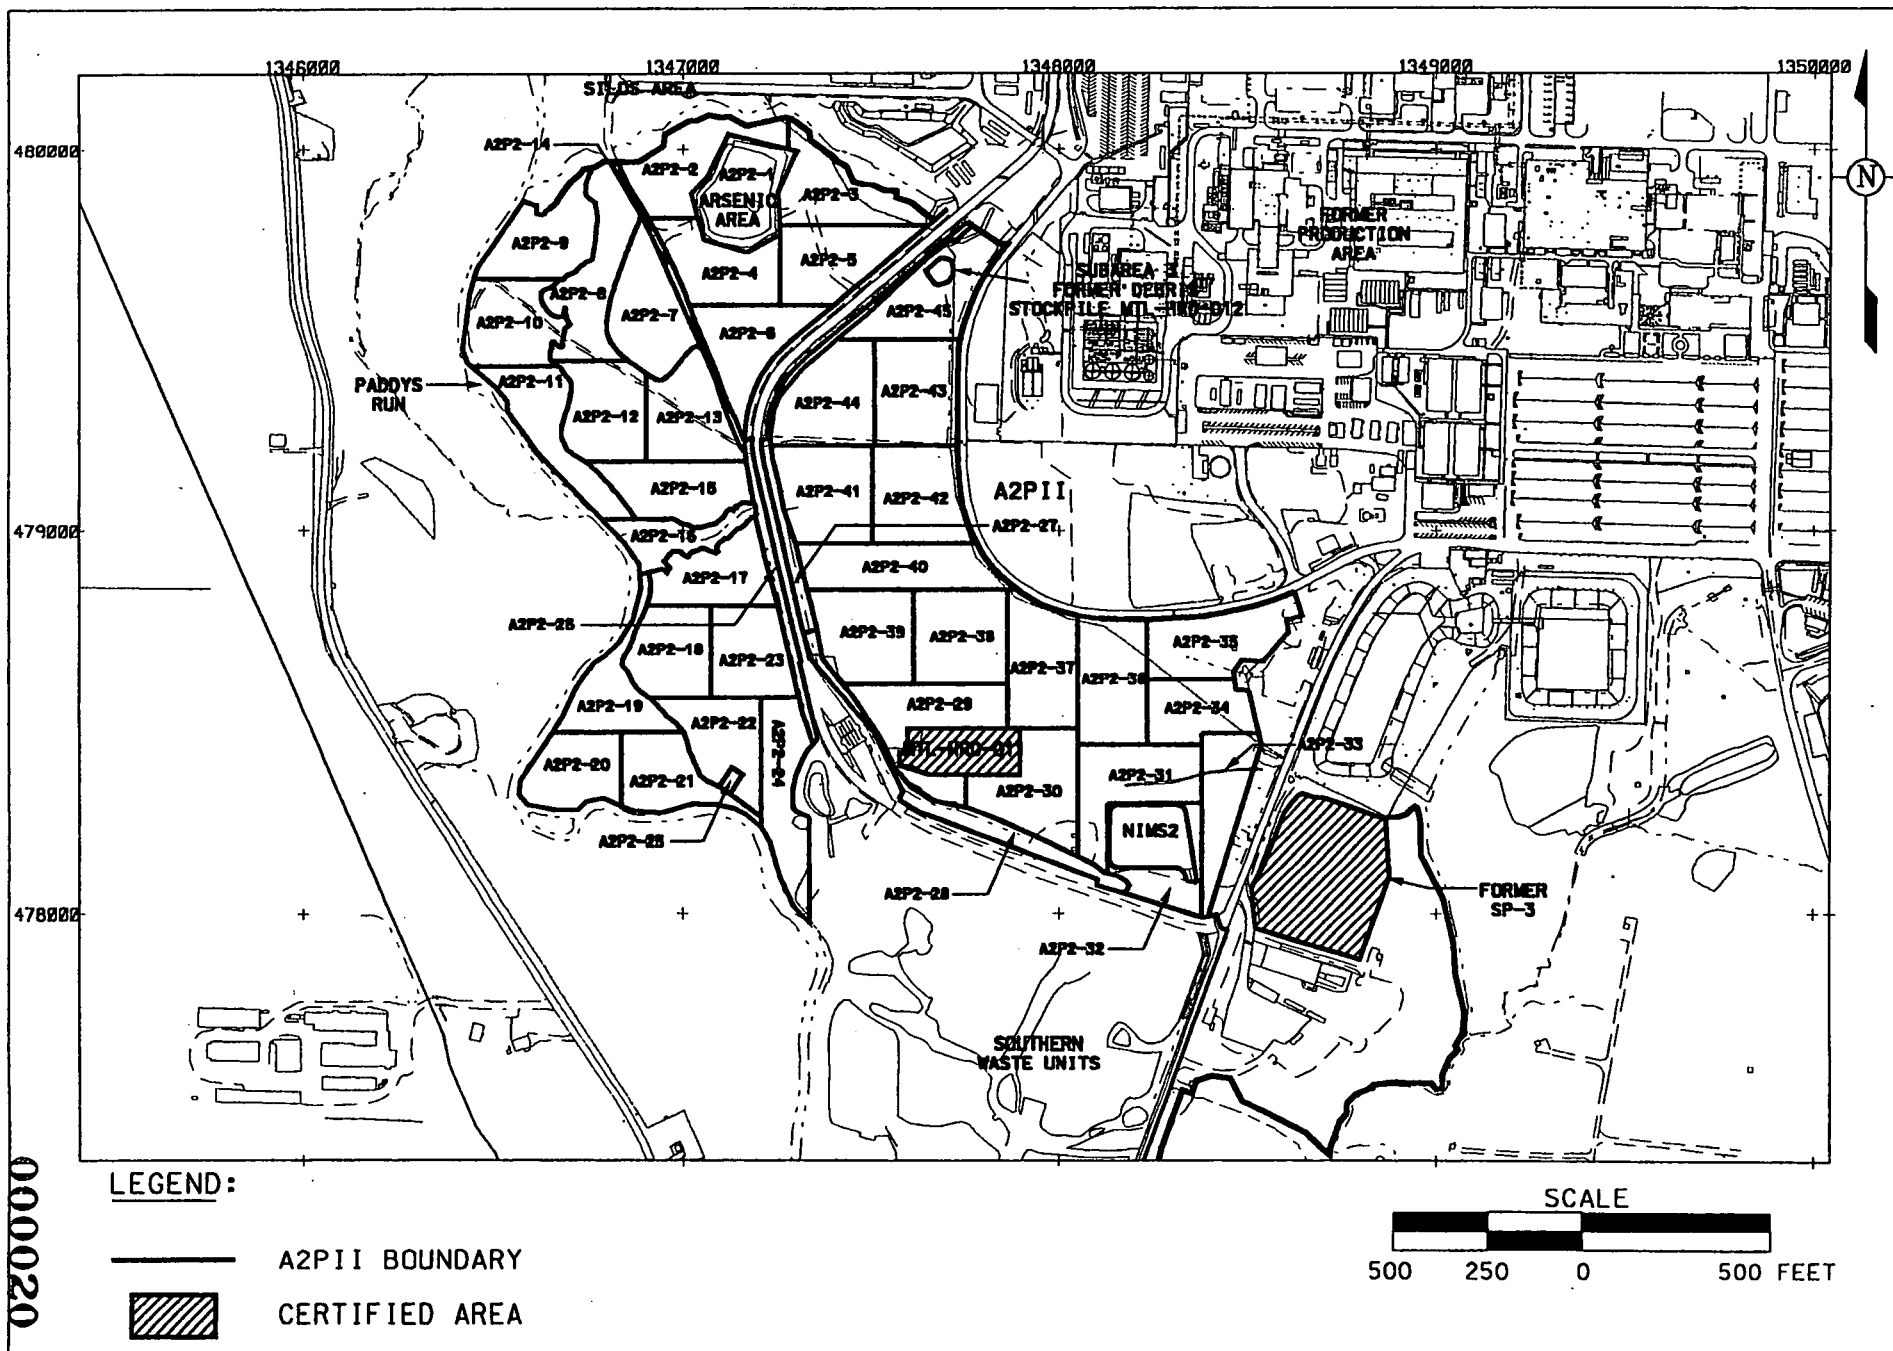 1346000 1347000 1348000 1349000 1350000
SILOS AREA
480000
A2P2-14
A2P2-2
A2P2-1
ARSENIC
AREA
A2P2-3
N
A2P2-9
A2P2-4
A2P2-5
FORMER
PRODUCTION
AREA
A2P2-8
SUBAREA 3
FORMER DEBRIS
STOCKPILE MTL-HRD-012
A2P2-10
A2P2-7
A2P2-6
A2P2-45
PADDYS
RUN
A2P2-11
A2P2-12
A2P2-13
A2P2-44
A2P2-43
A2P2-15
A2P2-41
A2P2-42
A2PII
479000
A2P2-16
A2P2-27
A2P2-17
A2P2-40
A2P2-26
A2P2-18
A2P2-23
A2P2-39
A2P2-38
A2P2-37
A2P2-36
A2P2-35
A2P2-19
A2P2-22
A2P2-24
A2P2-29
A2P2-34
A2P2-33
A2P2-20
A2P2-21
A2P2-30
A2P2-31
A2P2-25
NIMS2
A2P2-28
FORMER
SP-3
478000
A2P2-32
SOUTHERN
WASTE UNITS
LEGEND:
A2PII BOUNDARY
CERTIFIED AREA
SCALE
500 250 0 500 FEET
000020